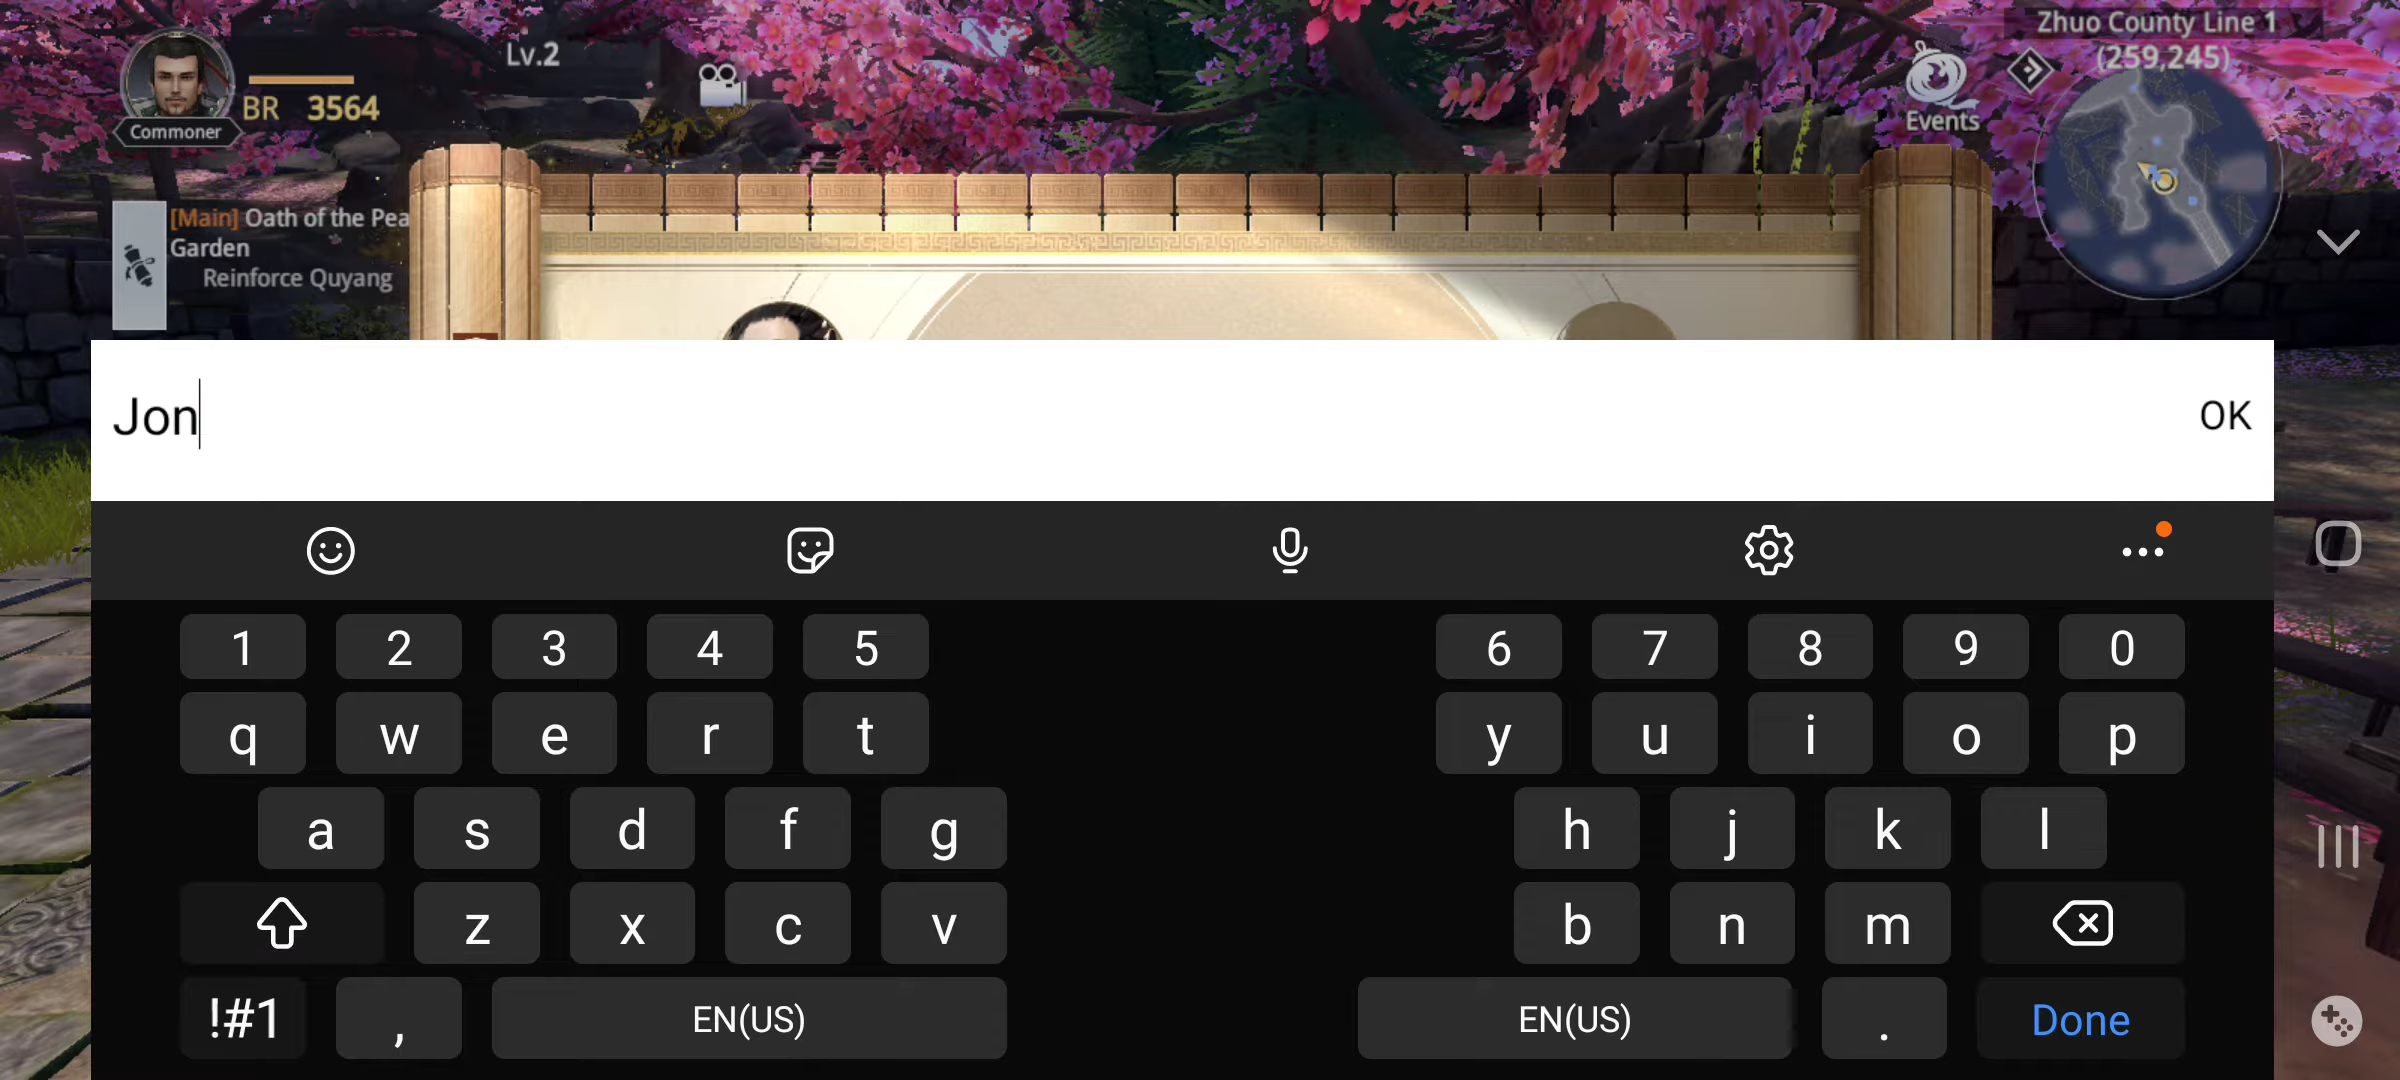 Lv.2
Zhuo County Line 1
(259,245)
BR 3564
Commoner
Events
[Main] Oath of the Pea
Garden
Reinforce Quyang
Jon
OK
1 2 3 4 5 6 7 8 9 0
q w e r t y u i o p
a s d f g h j k l
z x c v b n m
!#1 , EN(US) EN(US) . Done